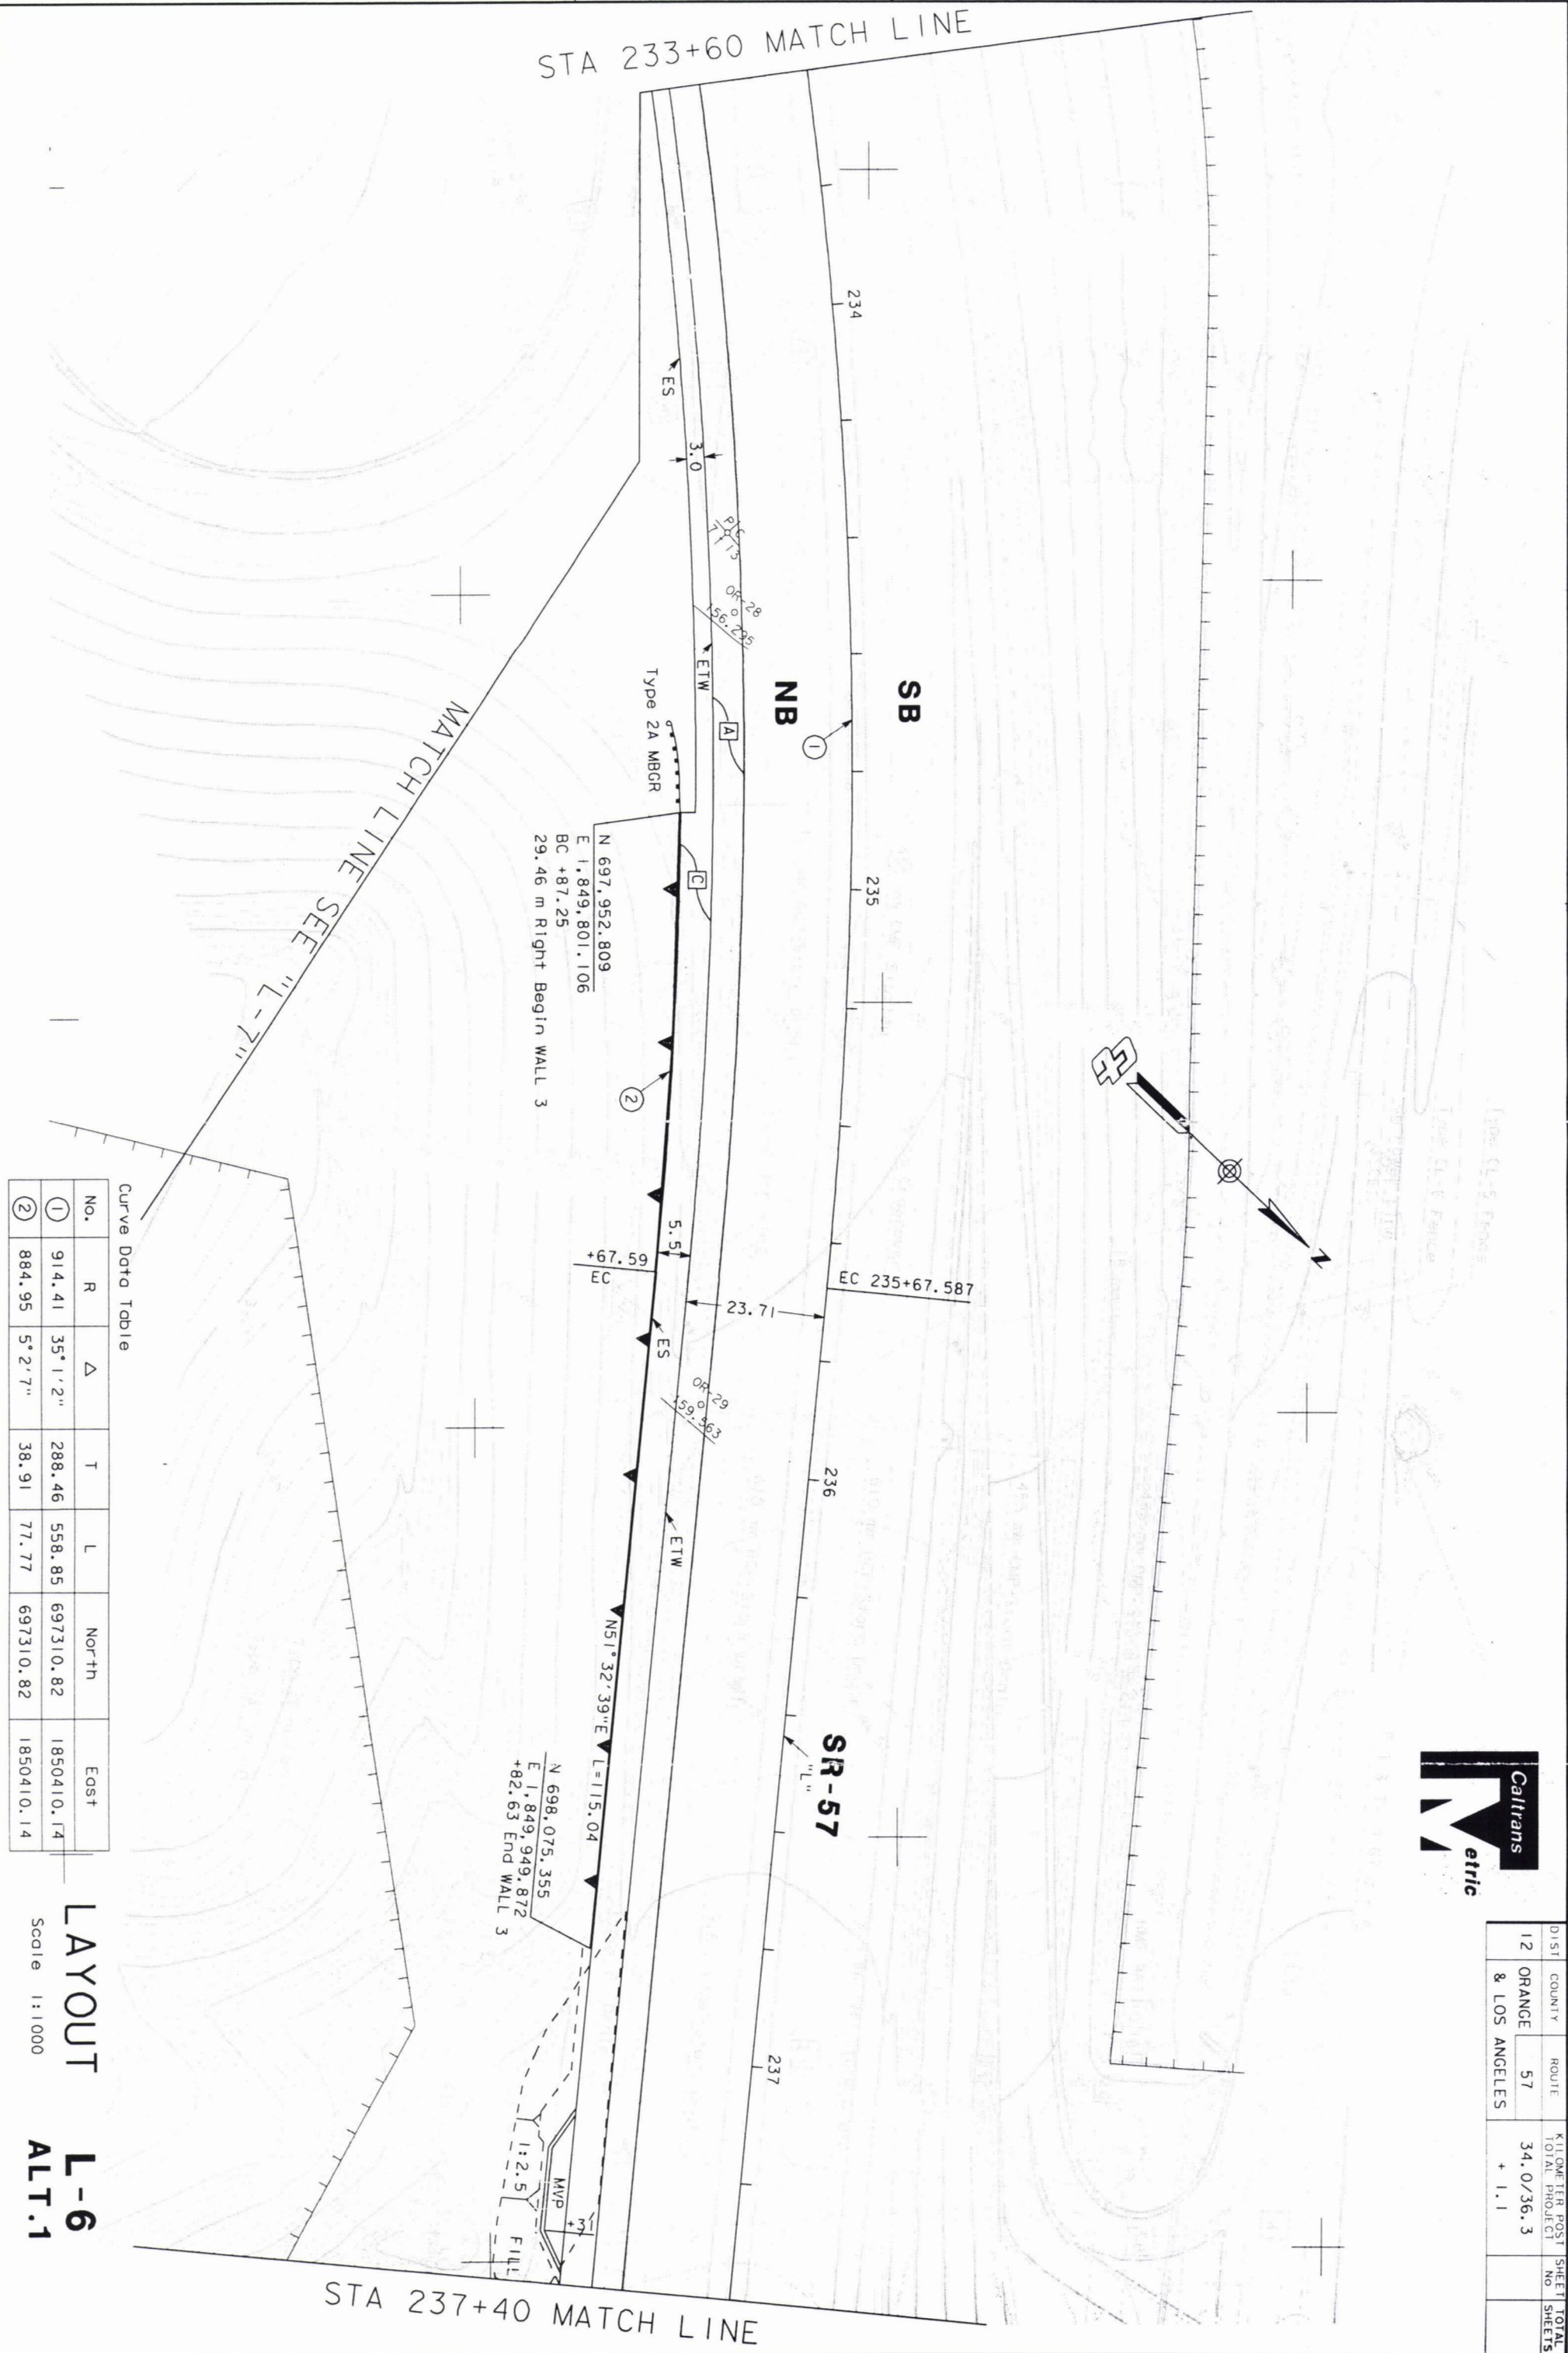 STA 233+60 MATCH LINE
234
235
236
237
SB
NB
①
②
SR-57
"L"
ES
3.0
P/C
7-13
OR-28
156.295
ETW
A
Type 2A MBGR
C
N 697,952.809
E 1,849,801.106
BC +87.25
29.46 m Right Begin WALL 3
5.5
+67.59
EC
EC 235+67.587
23.71
ES
OR-29
159.563
ETW
N51°32'39"E L=115.04
N 698,075.355
E 1,849,949.872
+82.63 End WALL 3
1:2.5
MVP
+31
FILL
MATCH LINE SEE "L-7"
STA 237+40 MATCH LINE
N
Caltrans
Metric
DIST COUNTY ROUTE KILOMETER POST TOTAL PROJECT SHEET No TOTAL SHEETS
12 ORANGE 57 34.0/36.3
& LOS ANGELES + 1.1
Curve Data Table
No. R Δ T L North East
① 914.41 35°1'2" 288.46 558.85 697310.82 1850410.14
② 884.95 5°2'7" 38.91 77.77 697310.82 1850410.14
LAYOUT
Scale 1:1000
L-6
ALT.1